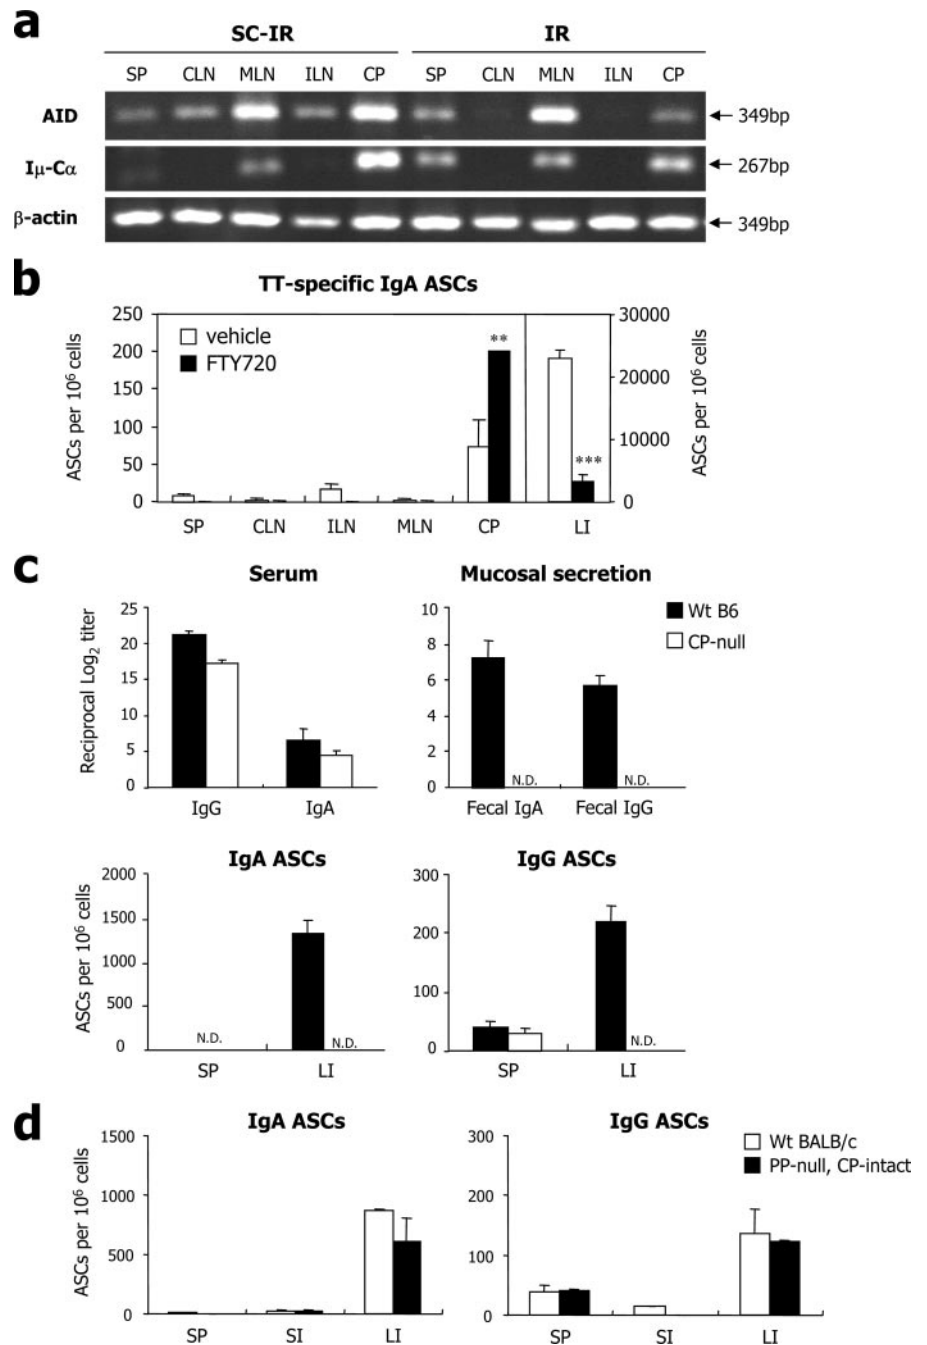 a
SC-IR IR
SP CLN MLN ILN CP SP CLN MLN ILN CP
AID ← 349bp
Iμ-Cα ← 267bp
β-actin ← 349bp
b
TT-specific IgA ASCs
ASCs per 10⁶ cells
250
200
150
100
50
0
vehicle
FTY720
**
***
30000
20000
10000
0
ASCs per 10⁶ cells
SP CLN ILN MLN CP LI
c
Serum
Reciprocal Log₂ titer
25
20
15
10
5
0
IgG IgA
Mucosal secretion
10
8
6
4
2
0
N.D. N.D.
Fecal IgA Fecal IgG
Wt B6
CP-null
IgA ASCs
ASCs per 10⁶ cells
2000
1500
1000
500
0
N.D. N.D.
SP LI
IgG ASCs
300
200
100
0
N.D.
SP LI
d
IgA ASCs
ASCs per 10⁶ cells
1500
1000
500
0
SP SI LI
IgG ASCs
300
200
100
0
SP SI LI
Wt BALB/c
PP-null, CP-intact